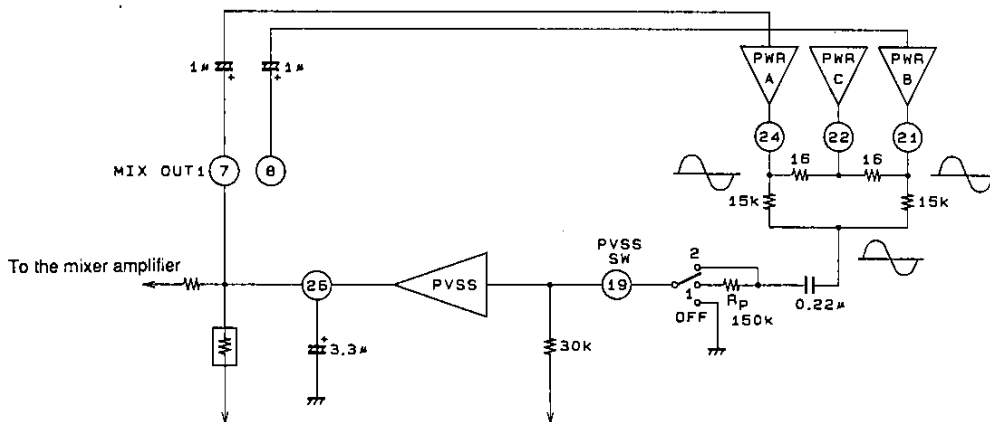 PWR A
PWR C
PWR B
1μ
1μ
24
22
21
MIX OUT1
7
8
16
16
15k
15k
To the mixer amplifier
26
PVSS
PVSS SW
19
2
1
OFF
RP
150k
0.22μ
3.3μ
30k